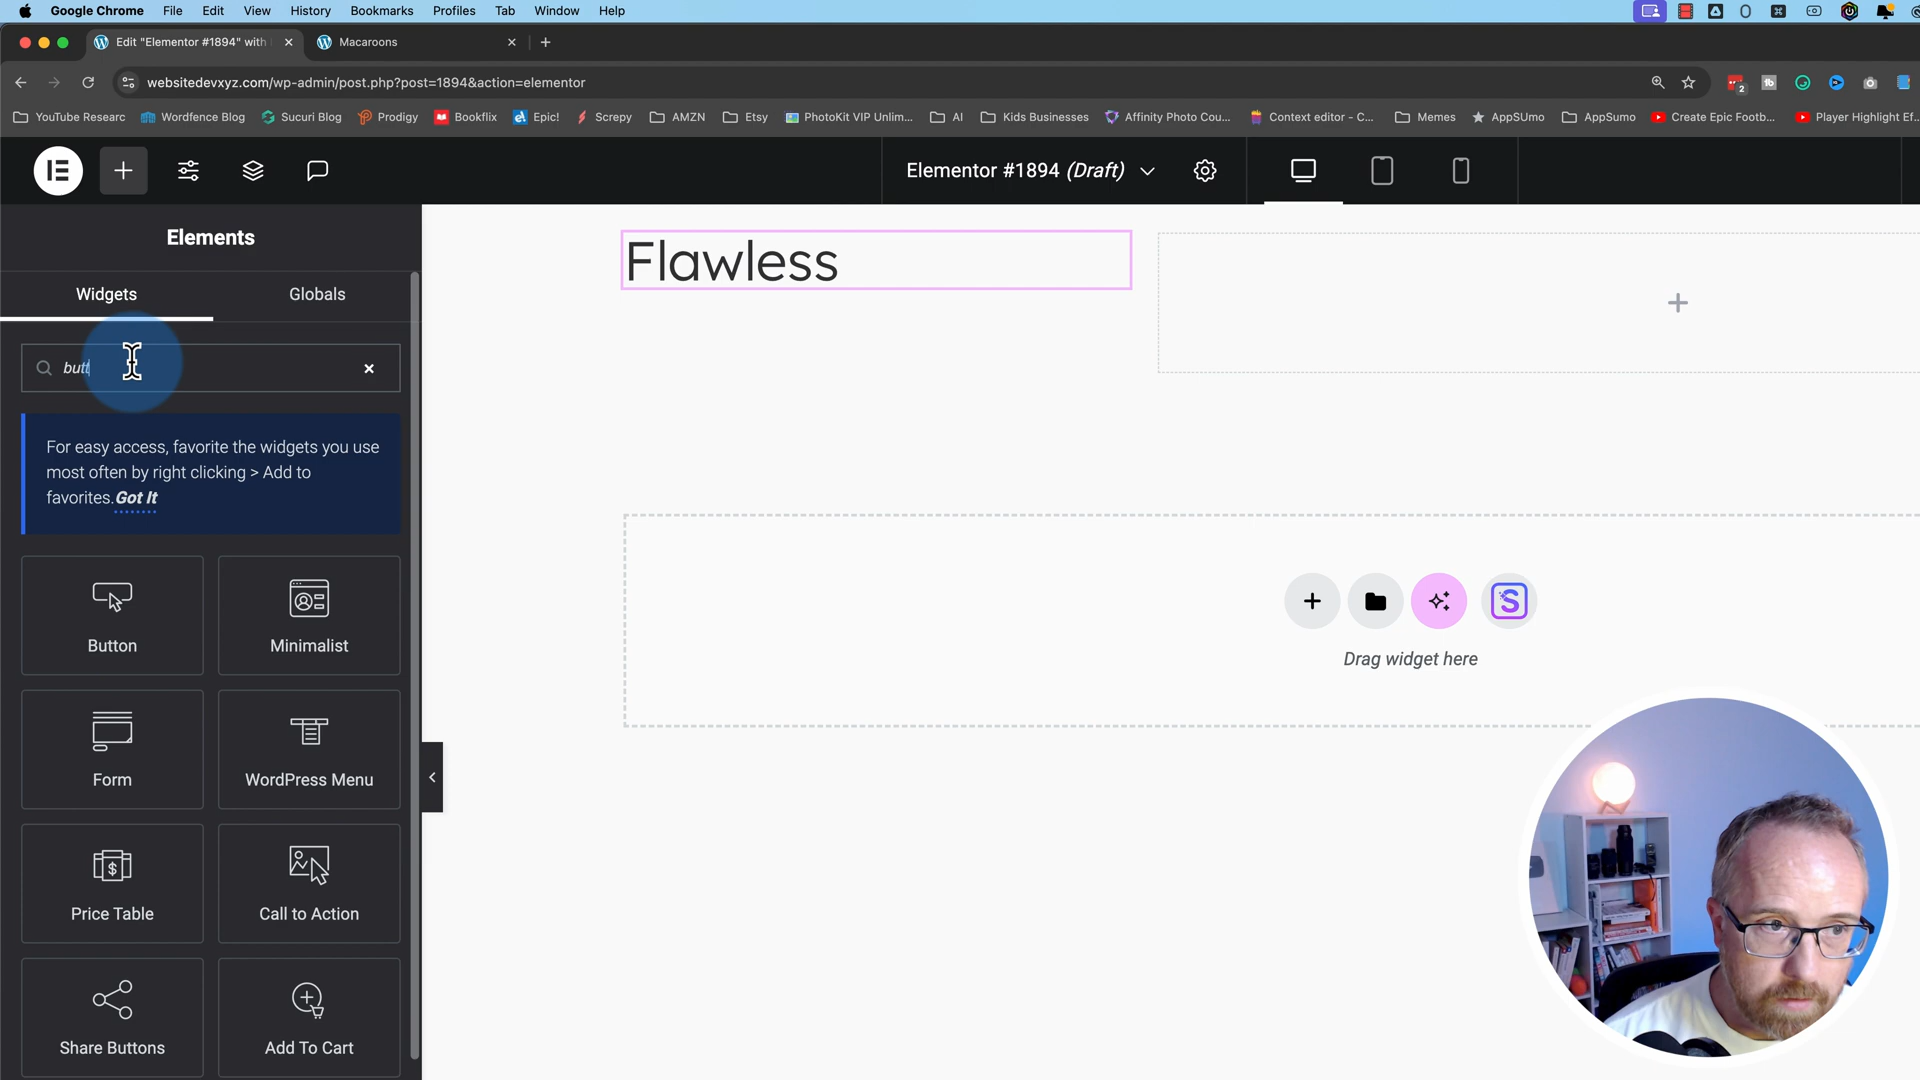 Google Chrome File Edit View History Bookmarks Profiles Tab Window Help
Edit "Elementor #1894" with
Macaroons
websitedevxyz.com/wp-admin/post.php?post=1894&action=elementor
2
YouTube Researc Wordfence Blog Sucuri Blog Prodigy Bookflix Epic! Screpy AMZN Etsy PhotoKit VIP Unlim... AI Kids Businesses Affinity Photo Cou... Context editor - C... Memes AppSUmo AppSumo Create Epic Footb... Player Highlight Ef...
Elementor #1894 (Draft)
Elements
Widgets Globals
butt
For easy access, favorite the widgets you use
most often by right clicking > Add to
favorites. Got It
Button
Minimalist
Form
WordPress Menu
Price Table
Call to Action
Share Buttons
Add To Cart
Flawless
Drag widget here